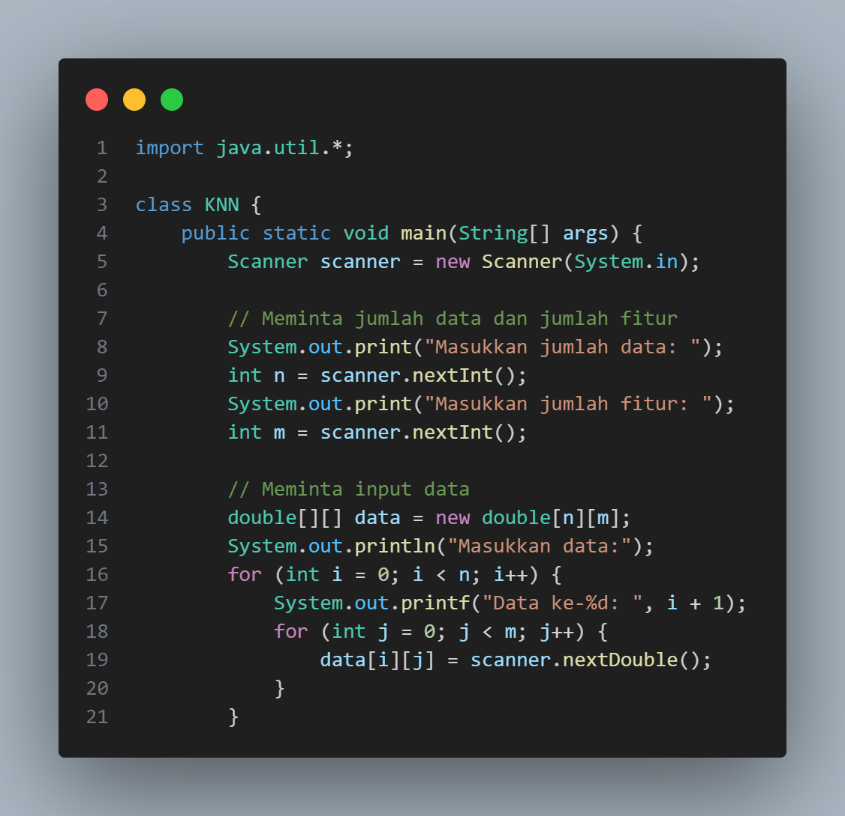 1 import java.util.*;
2
3 class KNN {
4     public static void main(String[] args) {
5         Scanner scanner = new Scanner(System.in);
6
7         // Meminta jumlah data dan jumlah fitur
8         System.out.print("Masukkan jumlah data: ");
9         int n = scanner.nextInt();
10         System.out.print("Masukkan jumlah fitur: ");
11         int m = scanner.nextInt();
12
13         // Meminta input data
14         double[][] data = new double[n][m];
15         System.out.println("Masukkan data:");
16         for (int i = 0; i < n; i++) {
17             System.out.printf("Data ke-%d: ", i + 1);
18             for (int j = 0; j < m; j++) {
19                 data[i][j] = scanner.nextDouble();
20             }
21         }